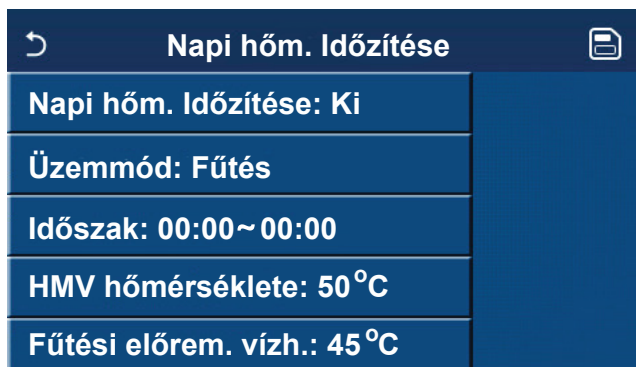 Napi hőm. Időzítése
Napi hőm. Időzítése: Ki
Üzemmód: Fűtés
Időszak: 00:00~00:00
HMV hőmérséklete: 50°C
Fűtési előrem. vízh.: 45°C